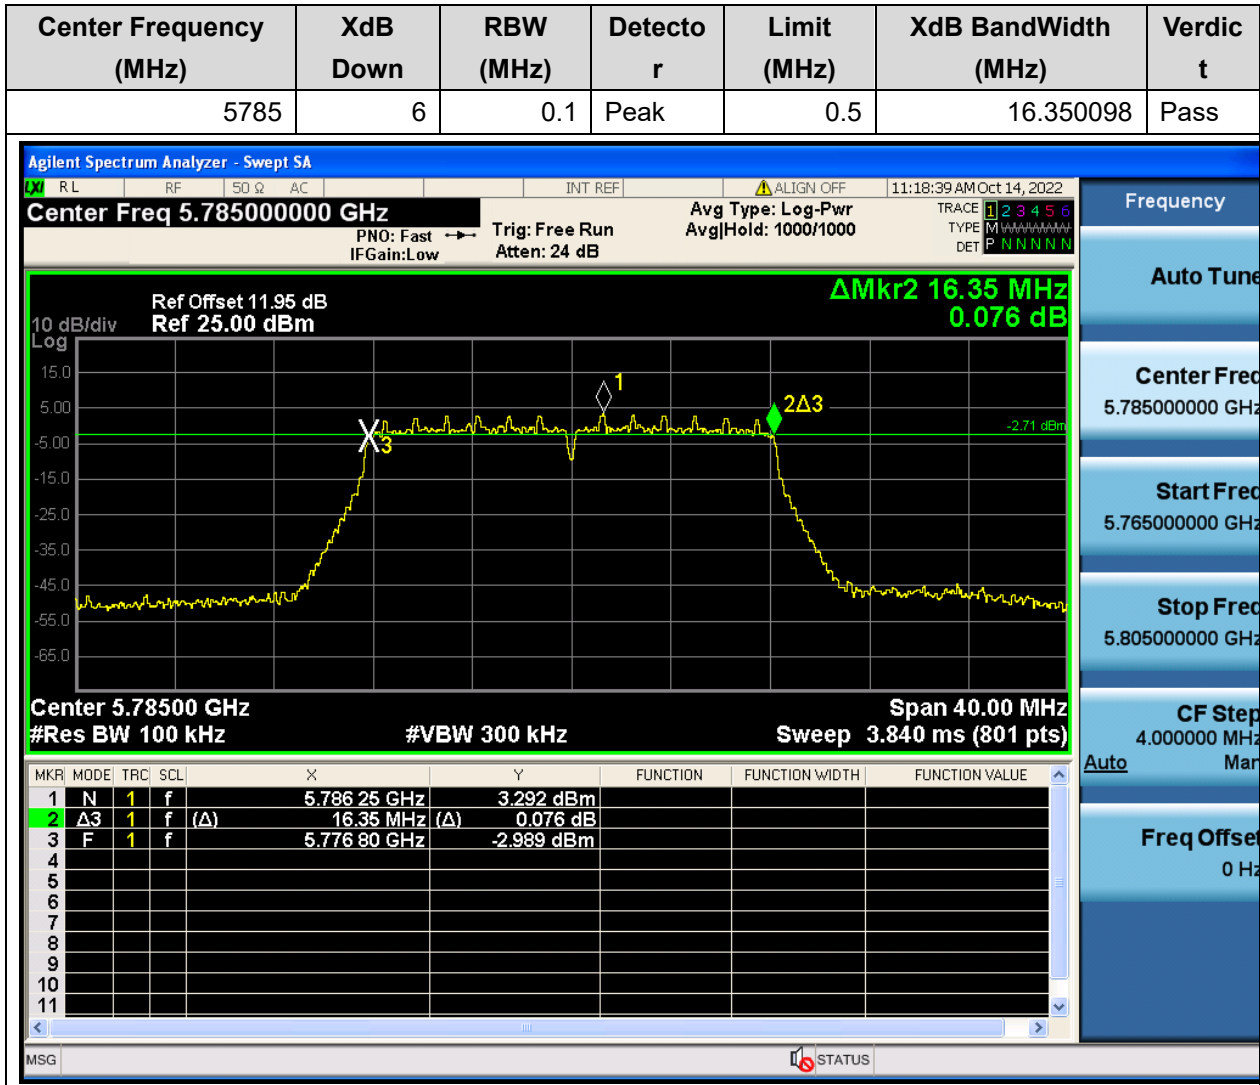 Center Frequency (MHz) XdB Down RBW (MHz) Detecto r Limit (MHz) XdB BandWidth (MHz) Verdic t
5785 6 0.1 Peak 0.5 16.350098 Pass
Agilent Spectrum Analyzer - Swept SA
LXI RL RF 50 Ω AC INT REF ALIGN OFF 11:18:39 AM Oct 14, 2022
Center Freq 5.785000000 GHz
PNO: Fast
IFGain:Low
Trig: Free Run
Atten: 24 dB
Avg Type: Log-Pwr
Avg|Hold: 1000/1000
TRACE 1 2 3 4 5 6
TYPE M
DET P N N N N N
ΔMkr2 16.35 MHz
0.076 dB
Ref Offset 11.95 dB
10 dB/div Ref 25.00 dBm
Log
15.0
5.00
-5.00
-15.0
-25.0
-35.0
-45.0
-55.0
-65.0
1
2Δ3
3
-2.71 dBm
Center 5.78500 GHz Span 40.00 MHz
#Res BW 100 kHz #VBW 300 kHz Sweep 3.840 ms (801 pts)
MKR MODE TRC SCL X Y FUNCTION FUNCTION WIDTH FUNCTION VALUE
1 N 1 f 5.786 25 GHz 3.292 dBm
2 Δ3 1 f (Δ) 16.35 MHz (Δ) 0.076 dB
3 F 1 f 5.776 80 GHz -2.989 dBm
4
5
6
7
8
9
10
11
MSG STATUS
Frequency
Auto Tune
Center Freq
5.785000000 GHz
Start Freq
5.765000000 GHz
Stop Freq
5.805000000 GHz
CF Step
4.000000 MHz
Auto Man
Freq Offset
0 Hz